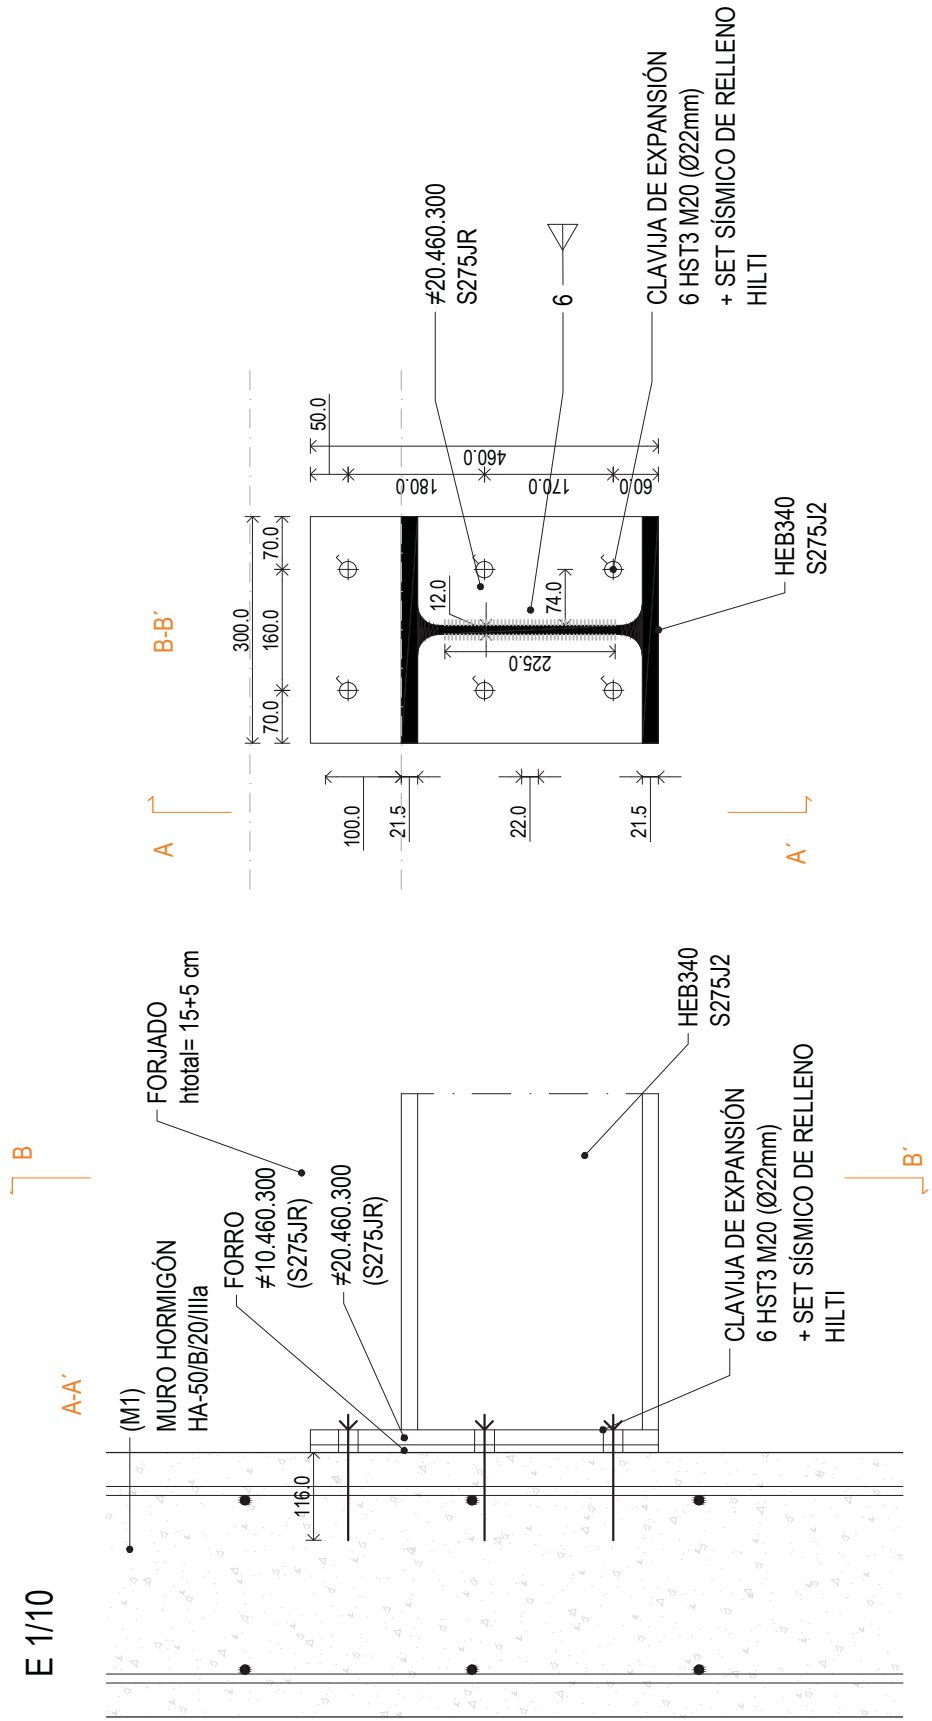 E 1/10
A-A´
(M1)
MURO HORMIGÓN
HA-50/B/20/IIIa
FORRO
≠10.460.300
(S275JR)
≠20.460.300
(S275JR)
FORJADO
htotal= 15+5 cm
B
B´
116.0
HEB340
S275J2
CLAVIJA DE EXPANSIÓN
6 HST3 M20 (Ø22mm)
+ SET SÍSMICO DE RELLENO
HILTI
B-B´
A
A´
300.0
70.0
160.0
70.0
100.0
21.5
22.0
21.5
12.0
74.0
225.0
50.0
460.0
180.0
170.0
60.0
≠20.460.300
S275JR
6
CLAVIJA DE EXPANSIÓN
6 HST3 M20 (Ø22mm)
+ SET SÍSMICO DE RELLENO
HILTI
HEB340
S275J2